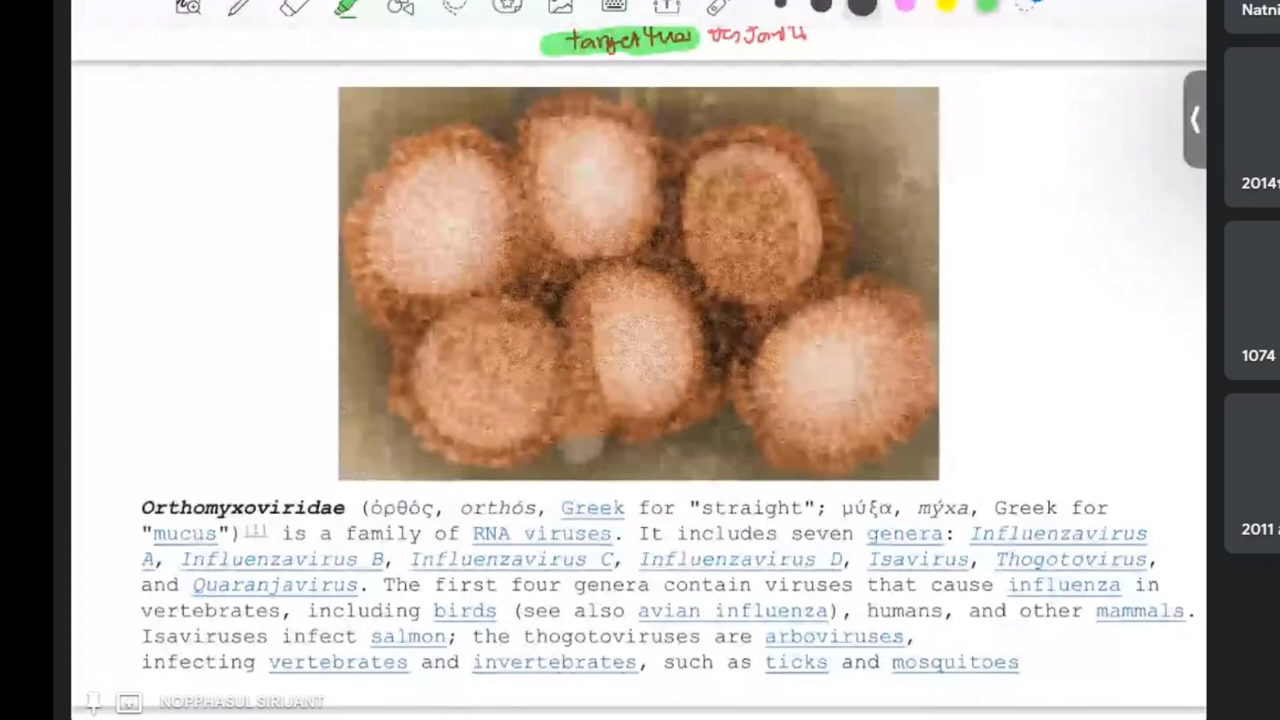 Natni
target
Orthomyxoviridae (ὀρθός, orthós, Greek for "straight"; μύξα, mýxa, Greek for
"mucus")[1] is a family of RNA viruses. It includes seven genera: Influenzavirus
A, Influenzavirus B, Influenzavirus C, Influenzavirus D, Isavirus, Thogotovirus,
and Quaranjavirus. The first four genera contain viruses that cause influenza in
vertebrates, including birds (see also avian influenza), humans, and other mammals.
Isaviruses infect salmon; the thogotoviruses are arboviruses,
infecting vertebrates and invertebrates, such as ticks and mosquitoes
NOPPHASUL SIRIJANT
2014
1074
2011